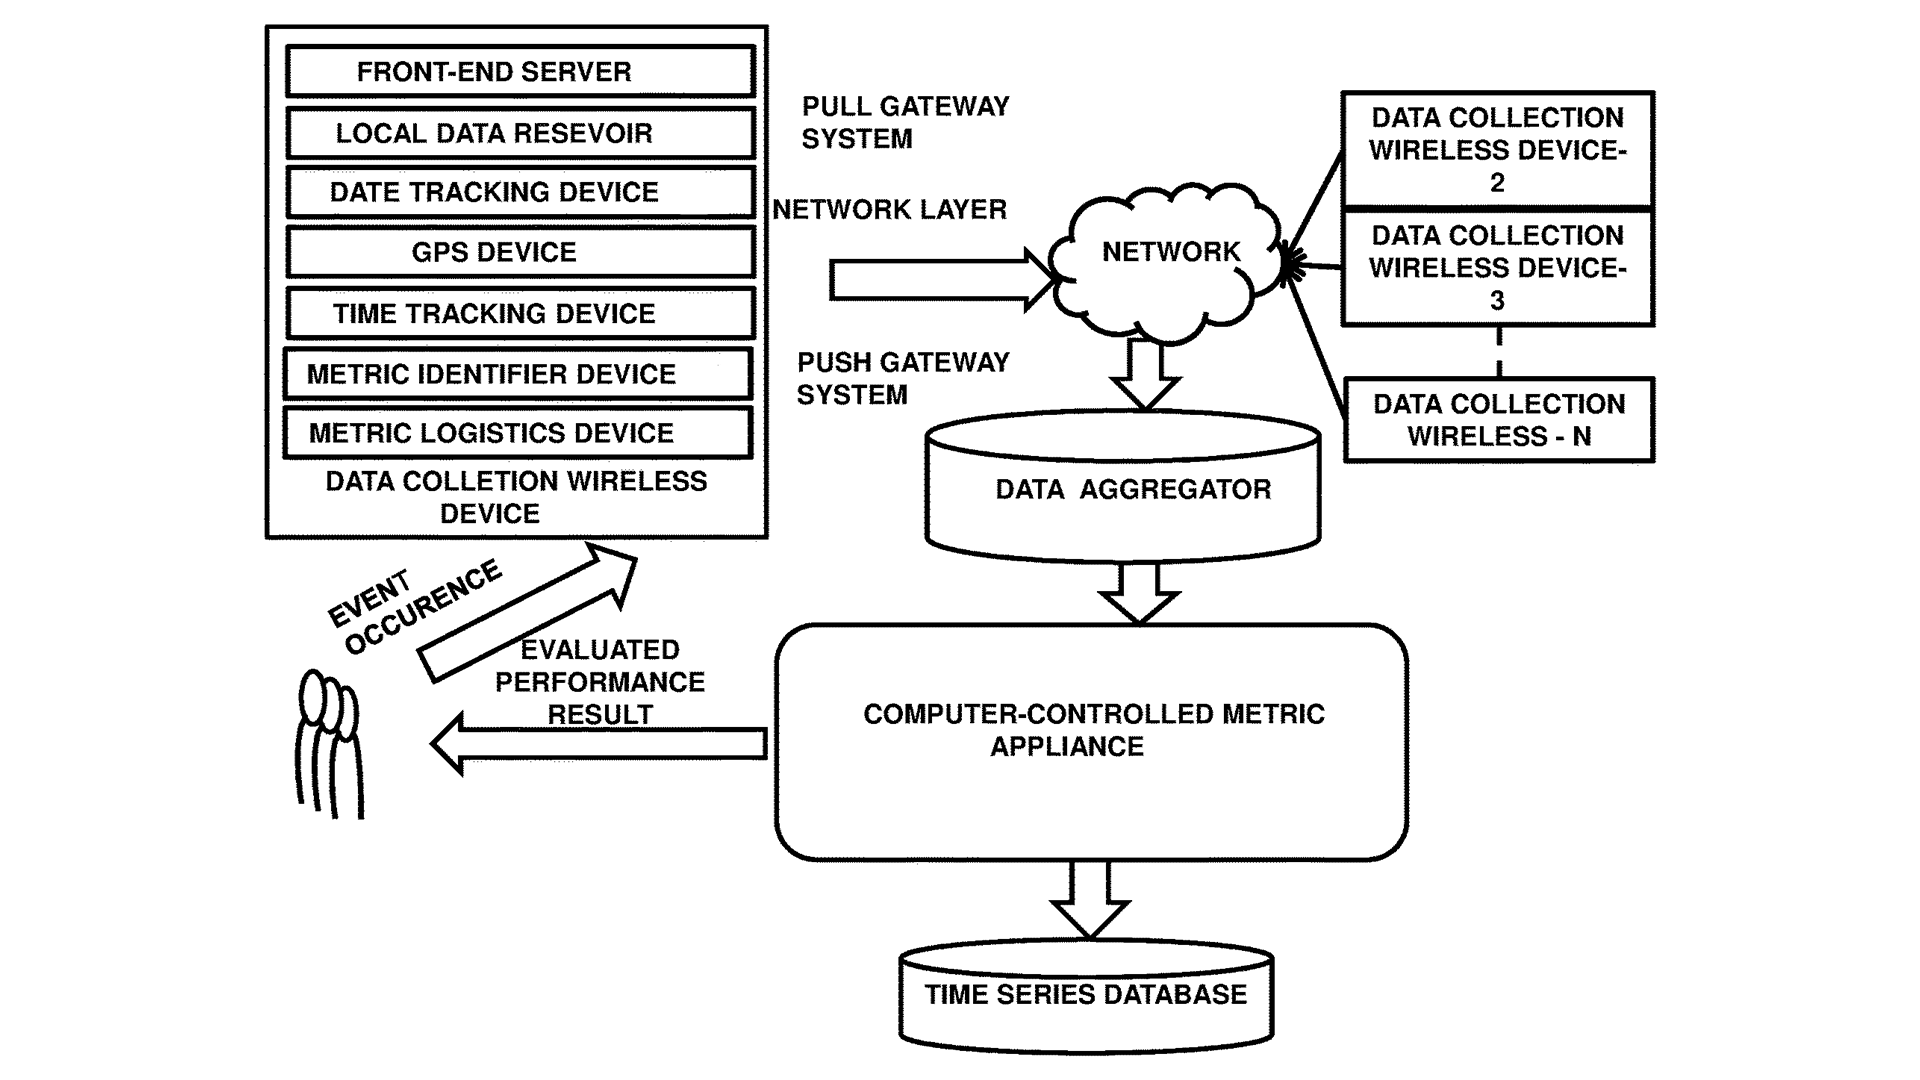 FRONT-END SERVER
LOCAL DATA RESEVOIR
DATE TRACKING DEVICE
GPS DEVICE
TIME TRACKING DEVICE
METRIC IDENTIFIER DEVICE
METRIC LOGISTICS DEVICE
DATA COLLETION WIRELESS
DEVICE
PULL GATEWAY
SYSTEM
NETWORK LAYER
PUSH GATEWAY
SYSTEM
NETWORK
DATA COLLECTION
WIRELESS DEVICE-
2
DATA COLLECTION
WIRELESS DEVICE-
3
DATA COLLECTION
WIRELESS - N
DATA AGGREGATOR
EVENT
OCCURENCE
EVALUATED
PERFORMANCE
RESULT
COMPUTER-CONTROLLED METRIC
APPLIANCE
TIME SERIES DATABASE